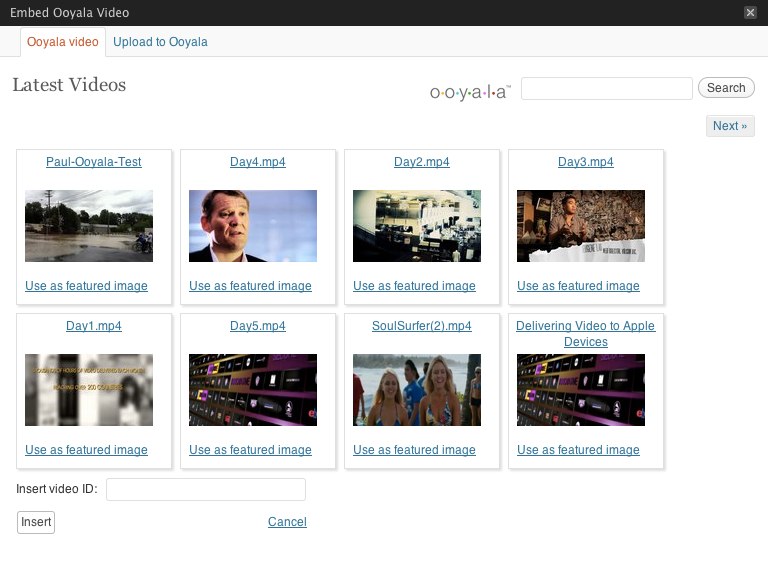 Embed Ooyala Video
Ooyala video
Upload to Ooyala
Latest Videos
o·o·y·a·l·a™
Search
Next »
Paul-Ooyala-Test
Day4.mp4
Day2.mp4
Day3.mp4
Use as featured image
Use as featured image
Use as featured image
Use as featured image
Day1.mp4
Day5.mp4
SoulSurfer(2).mp4
Delivering Video to Apple
Devices
Use as featured image
Use as featured image
Use as featured image
Use as featured image
Insert video ID:
Insert
Cancel